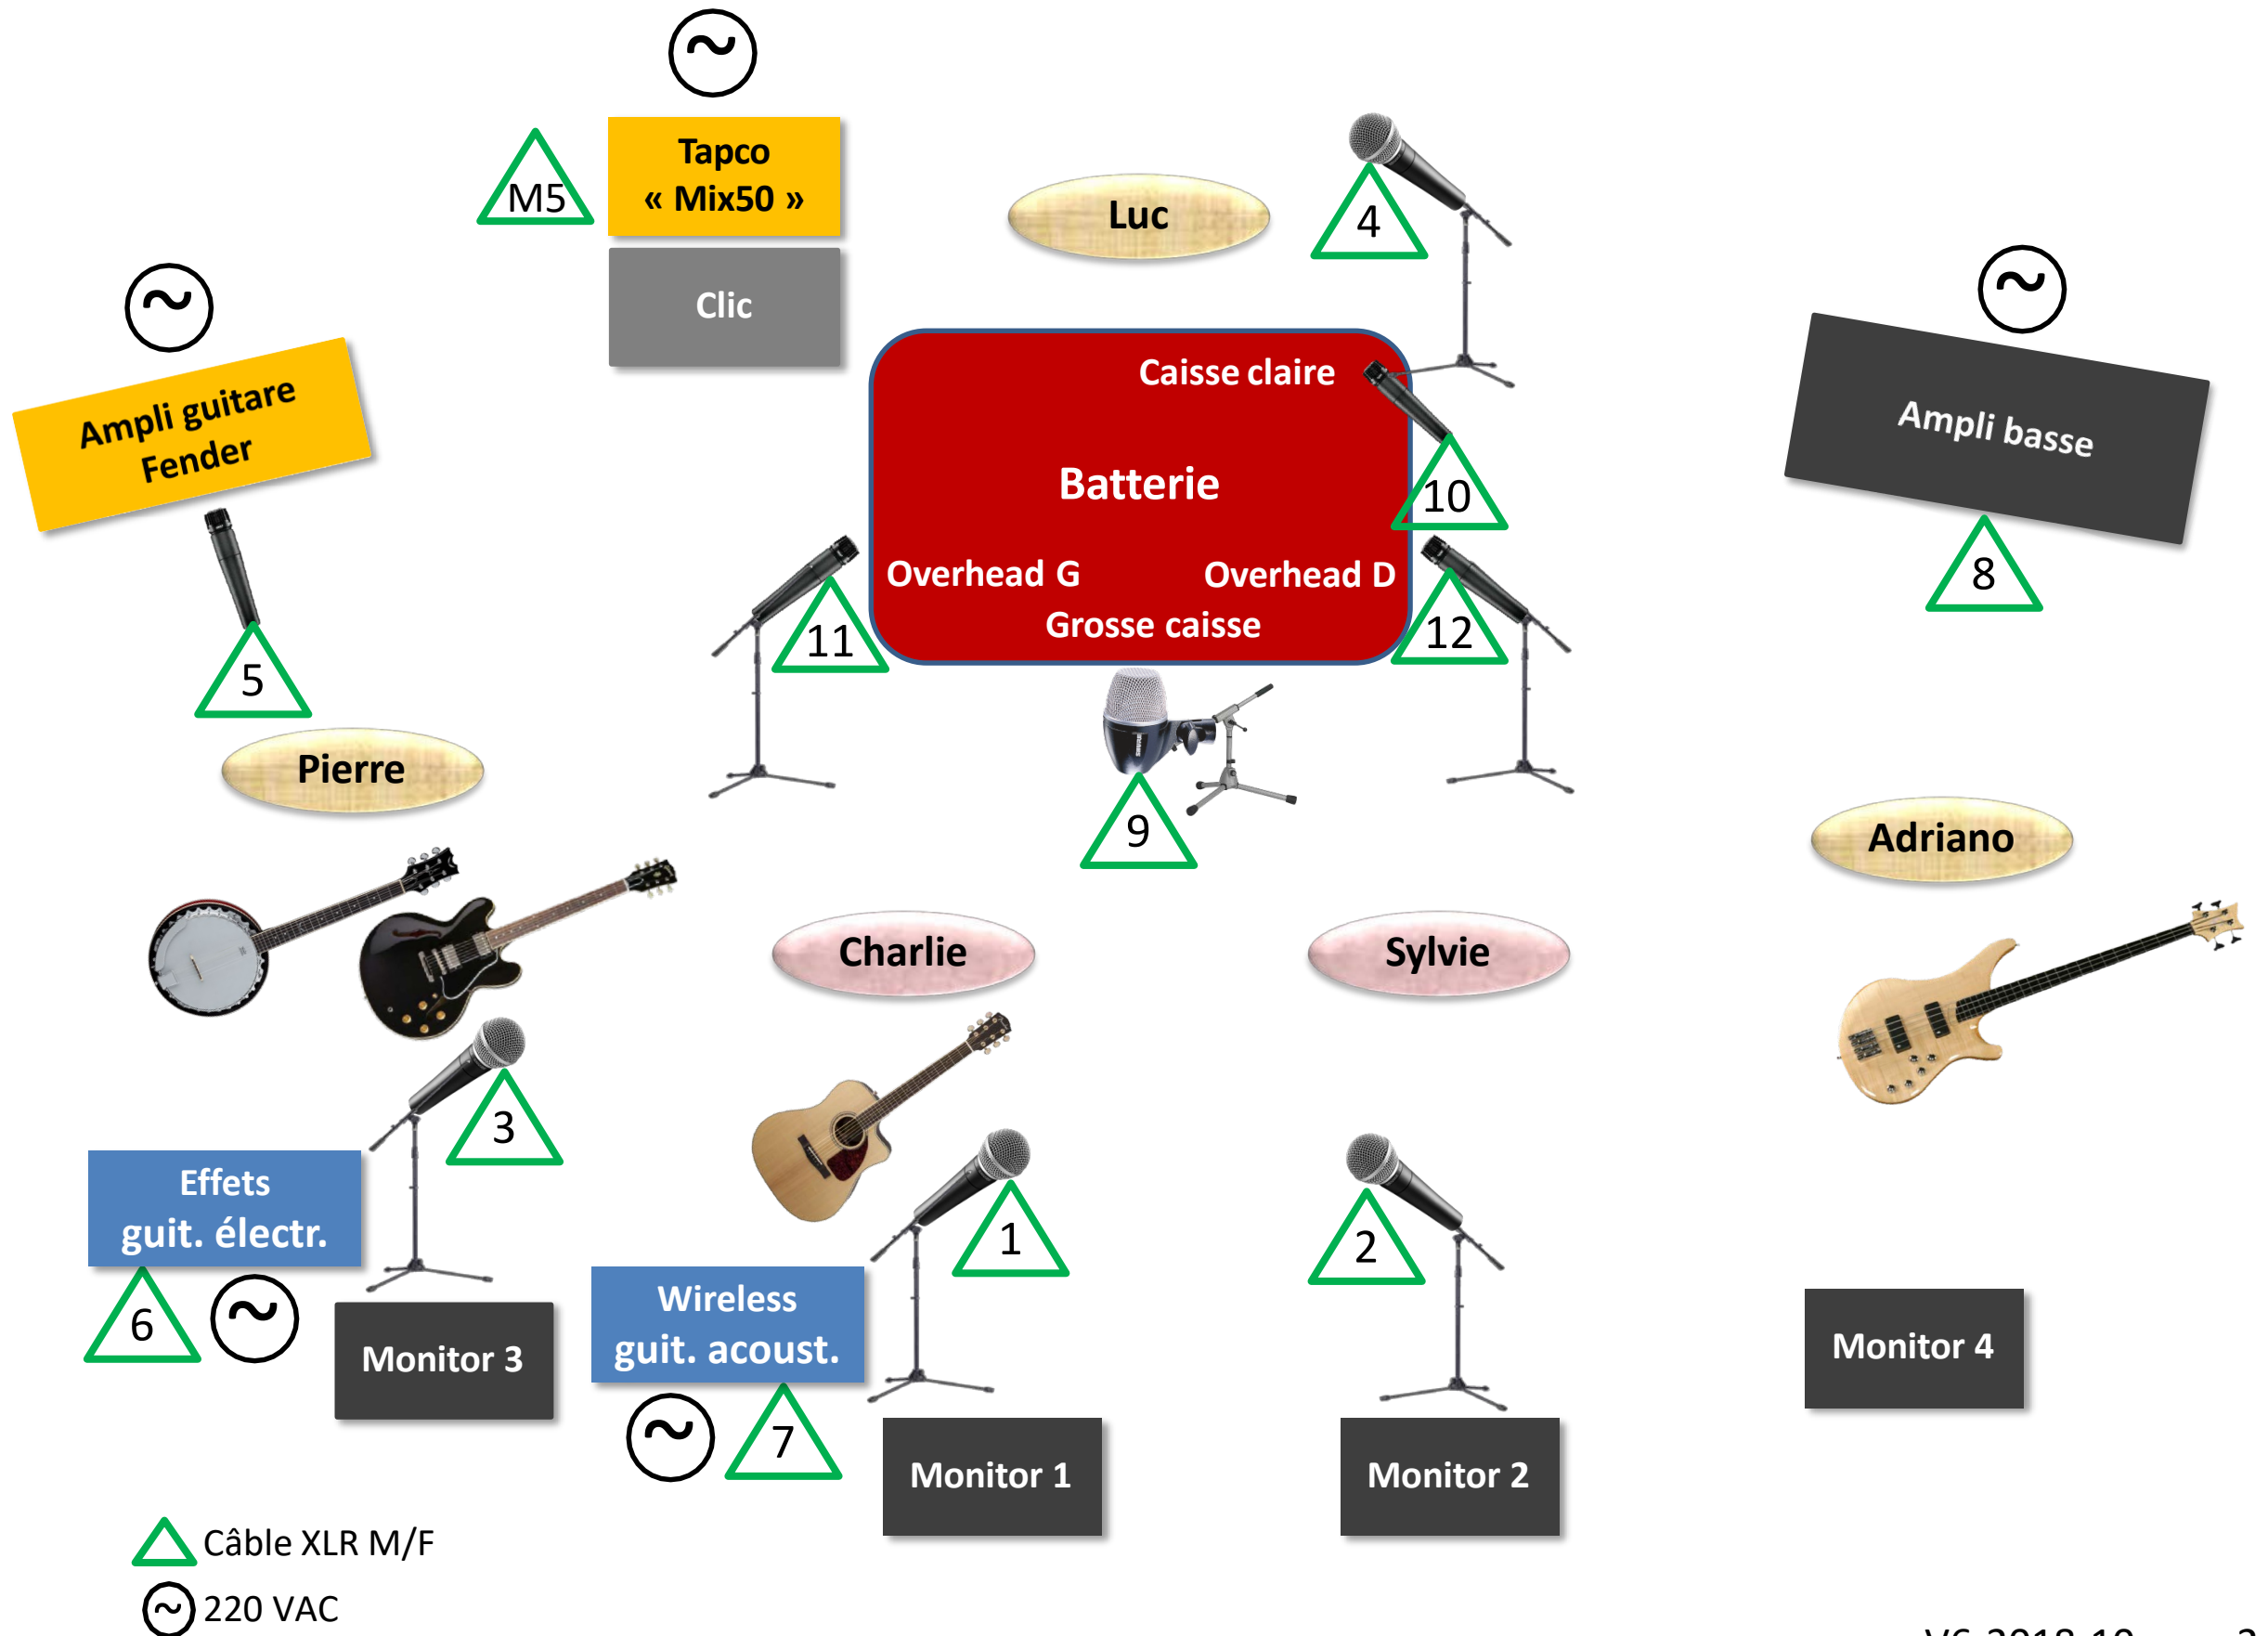 M5
Tapco
« Mix50 »
Luc
4
Clic
Ampli guitare
Fender
Caisse claire
Batterie
10
Ampli basse
Overhead G
Overhead D
Grosse caisse
11
12
8
5
Pierre
9
Adriano
Charlie
Sylvie
3
Effets
guit. électr.
1
2
6
Monitor 3
Wireless
guit. acoust.
7
Monitor 1
Monitor 2
Monitor 4
Câble XLR M/F
220 VAC